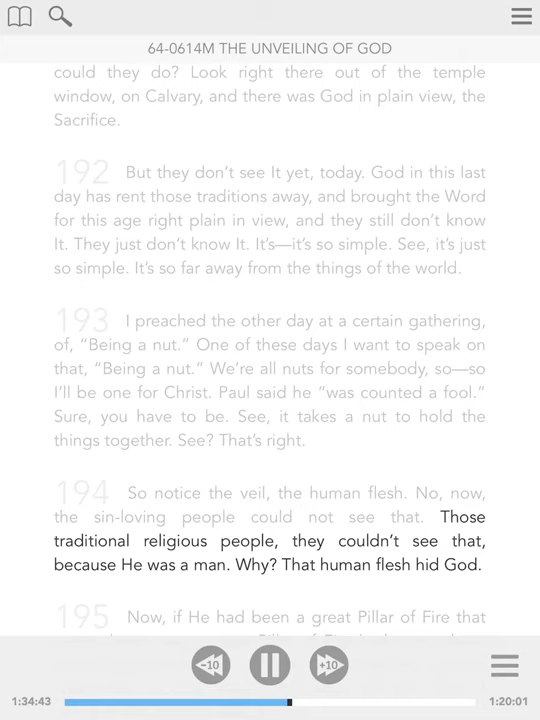 64-0614M THE UNVEILING OF GOD
could they do? Look right there out of the temple
window, on Calvary, and there was God in plain view, the
Sacrifice.
192 But they don't see It yet, today. God in this last
day has rent those traditions away, and brought the Word
for this age right plain in view, and they still don't know
It. They just don't know It. It's—it's so simple. See, it's just
so simple. It's so far away from the things of the world.
193 I preached the other day at a certain gathering,
of, “Being a nut.” One of these days I want to speak on
that, “Being a nut.” We're all nuts for somebody, so—so
I'll be one for Christ. Paul said he “was counted a fool.”
Sure, you have to be. See, it takes a nut to hold the
things together. See? That's right.
194 So notice the veil, the human flesh. No, now,
the sin-loving people could not see that. Those
traditional religious people, they couldn't see that,
because He was a man. Why? That human flesh hid God.
195 Now, if He had been a great Pillar of Fire that
-10 +10
1:34:43 1:20:01